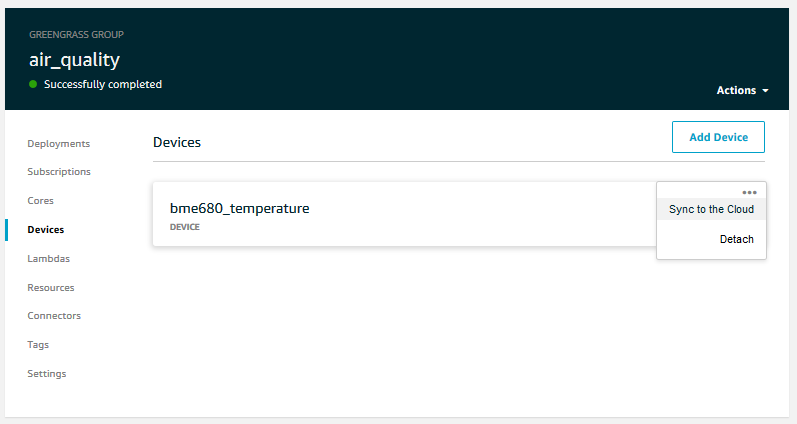 GREENGRASS GROUP
air_quality
Successfully completed
Actions
Deployments
Subscriptions
Cores
Devices
Lambdas
Resources
Connectors
Tags
Settings
Devices
Add Device
bme680_temperature
DEVICE
Sync to the Cloud
Detach